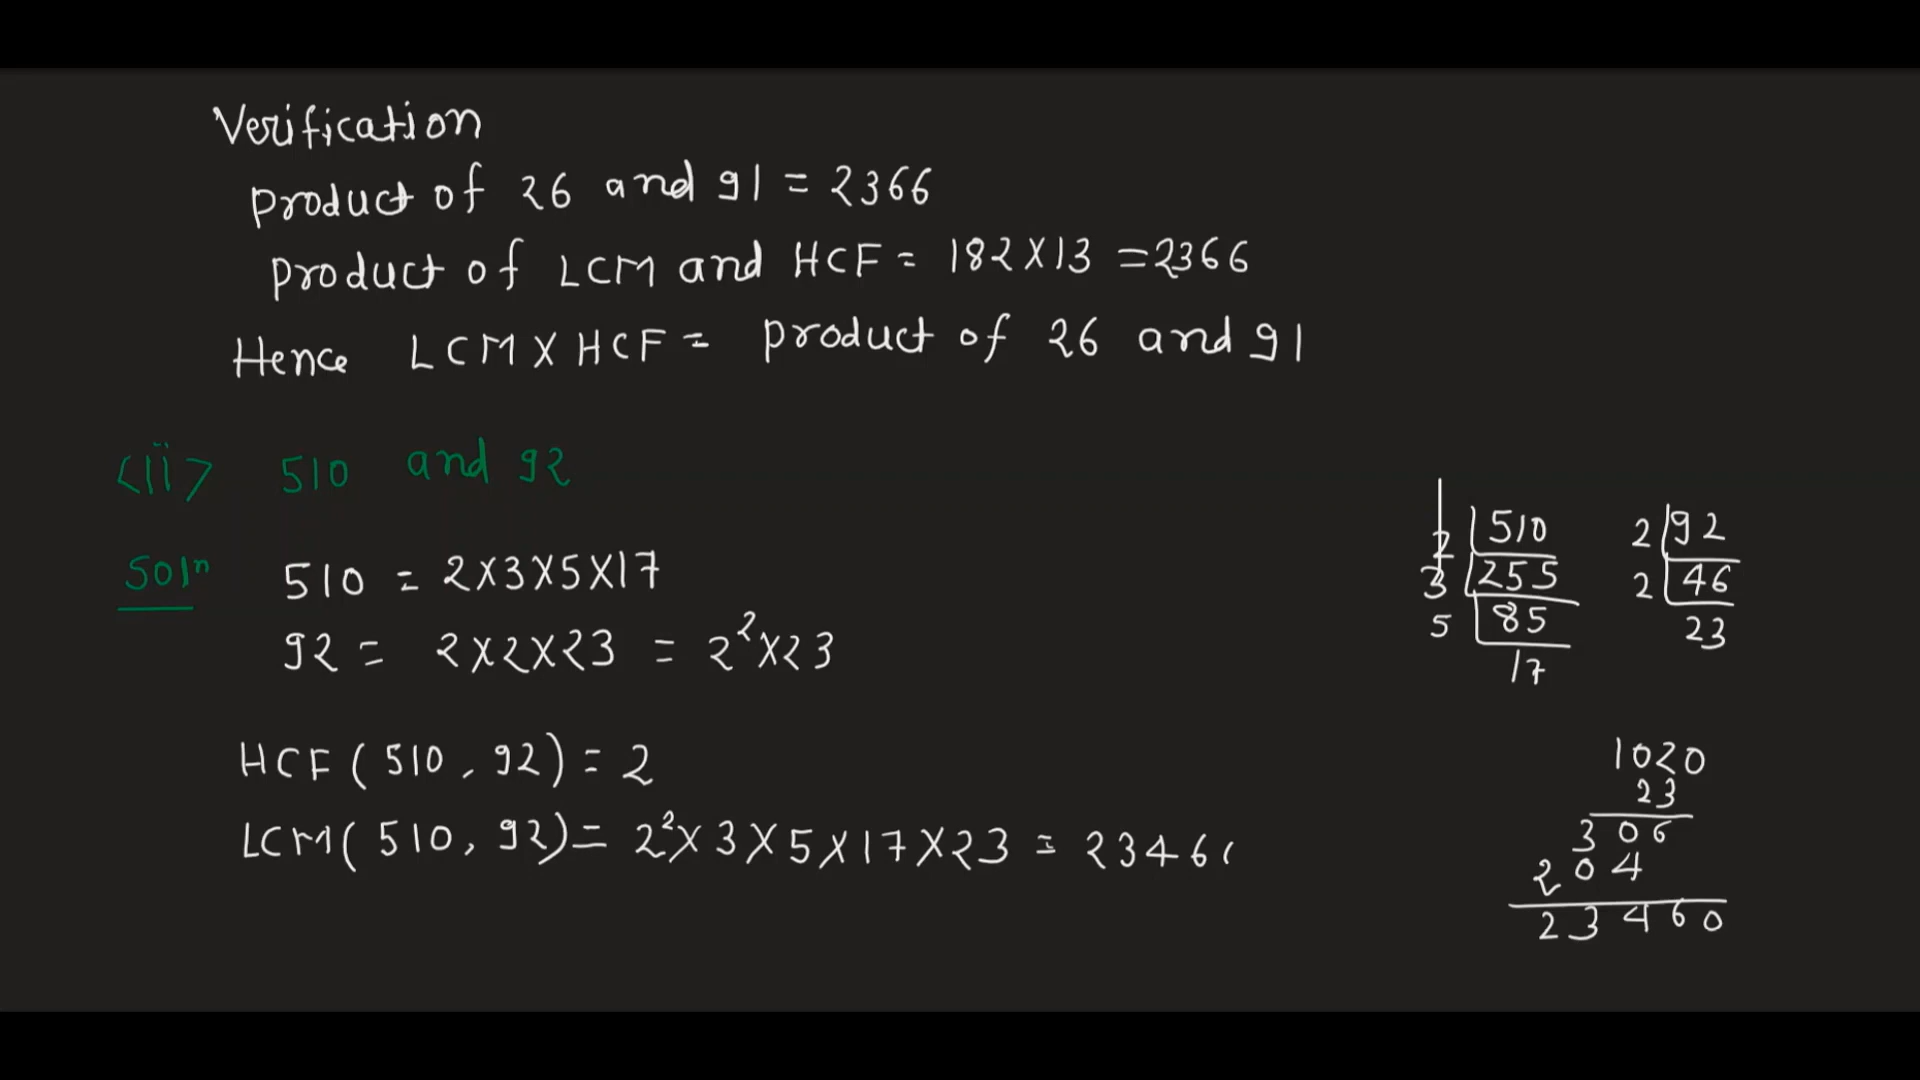 Verification
product of 26 and 91 = 2366
product of LCM and HCF = 182 X 13 = 2366
Hence LCM X HCF = product of 26 and 91
<ii> 510 and 92
Solⁿ 510 = 2X3X5X17
92 = 2X2X23 = 2²X23
HCF (510, 92) = 2
LCM (510, 92) = 2²X 3 X 5 X 17 X 23 = 2346
2 510
3 255
5 85
17
2 92
2 46
23
1020
23
306
204
23460